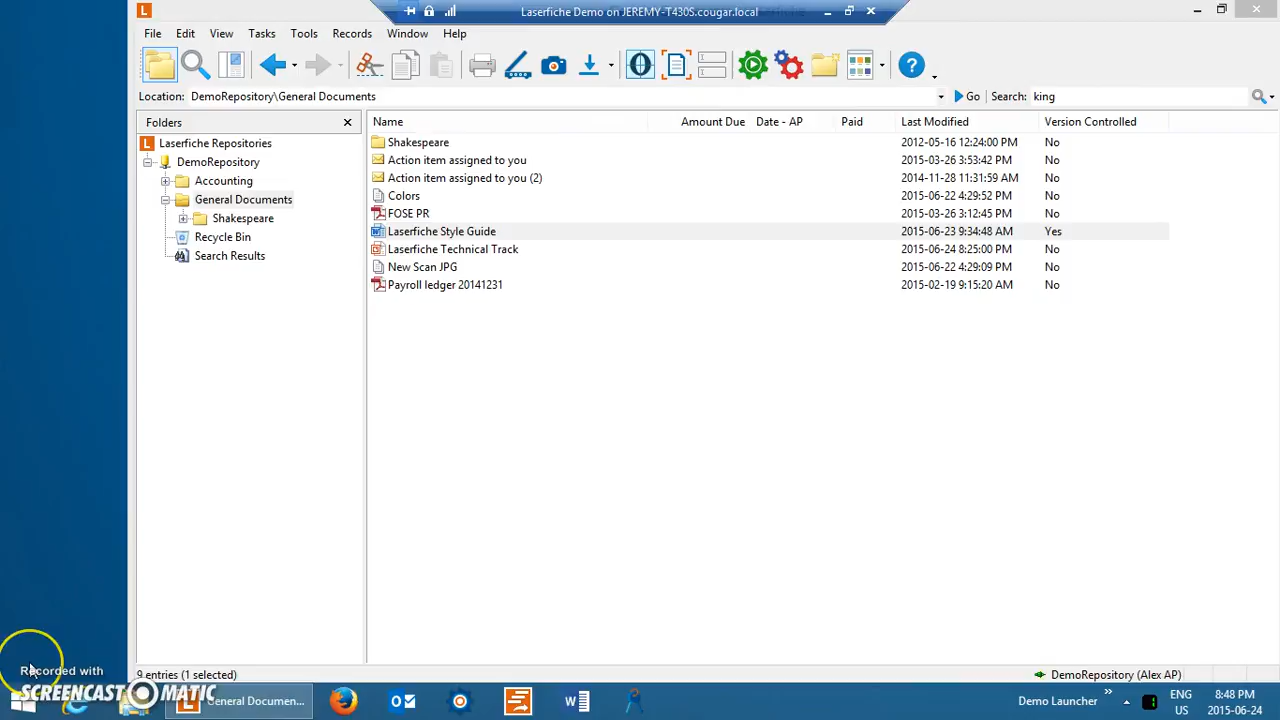 Laserfiche Demo on JEREMY-T430S.cougar.local
File Edit View Tasks Tools Records Window Help
Location: DemoRepository\General Documents Go Search: king
Folders
Laserfiche Repositories
DemoRepository
Accounting
General Documents
Shakespeare
Recycle Bin
Search Results
Name Amount Due Date - AP Paid Last Modified Version Controlled
Shakespeare 2012-05-16 12:24:00 PM No
Action item assigned to you 2015-03-26 3:53:42 PM No
Action item assigned to you (2) 2014-11-28 11:31:59 AM No
Colors 2015-06-22 4:29:52 PM No
FOSE PR 2015-03-26 3:12:45 PM No
Laserfiche Style Guide 2015-06-23 9:34:48 AM Yes
Laserfiche Technical Track 2015-06-24 8:25:00 PM No
New Scan JPG 2015-06-22 4:29:09 PM No
Payroll ledger 20141231 2015-02-19 9:15:20 AM No
9 entries (1 selected) DemoRepository (Alex AP)
Recorded with
SCREENCAST MATIC
General Documen... Demo Launcher ENG 8:48 PM
US 2015-06-24